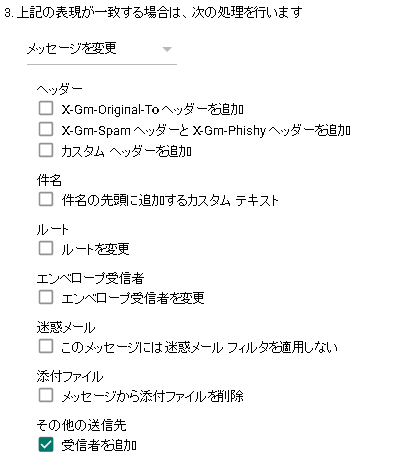 3. 上記の表現が一致する場合は、次の処理を行います
メッセージを変更
ヘッダー
X-Gm-Original-To ヘッダーを追加
X-Gm-Spam ヘッダーと X-Gm-Phishy ヘッダーを追加
カスタム ヘッダーを追加
件名
件名の先頭に追加するカスタム テキスト
ルート
ルートを変更
エンベロープ受信者
エンベロープ受信者を変更
迷惑メール
このメッセージには迷惑メール フィルタを適用しない
添付ファイル
メッセージから添付ファイルを削除
その他の送信先
受信者を追加